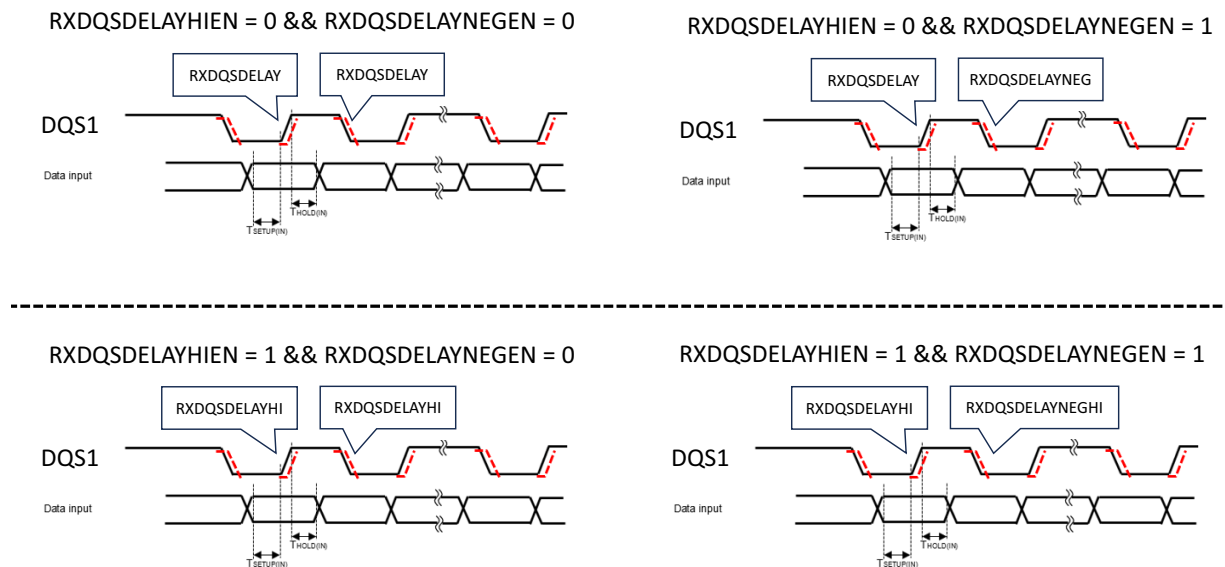 RXDQSDELAYHIEN = 0 && RXDQSDELAYNEGEN = 0
RXDQSDELAY
RXDQSDELAY
DQS1
Data input
THOLD(IN)
TSETUP(IN)
RXDQSDELAYHIEN = 0 && RXDQSDELAYNEGEN = 1
RXDQSDELAY
RXDQSDELAYNEG
DQS1
Data input
THOLD(IN)
TSETUP(IN)
RXDQSDELAYHIEN = 1 && RXDQSDELAYNEGEN = 0
RXDQSDELAYHI
RXDQSDELAYHI
DQS1
Data input
THOLD(IN)
TSETUP(IN)
RXDQSDELAYHIEN = 1 && RXDQSDELAYNEGEN = 1
RXDQSDELAYHI
RXDQSDELAYNEGHI
DQS1
Data input
THOLD(IN)
TSETUP(IN)